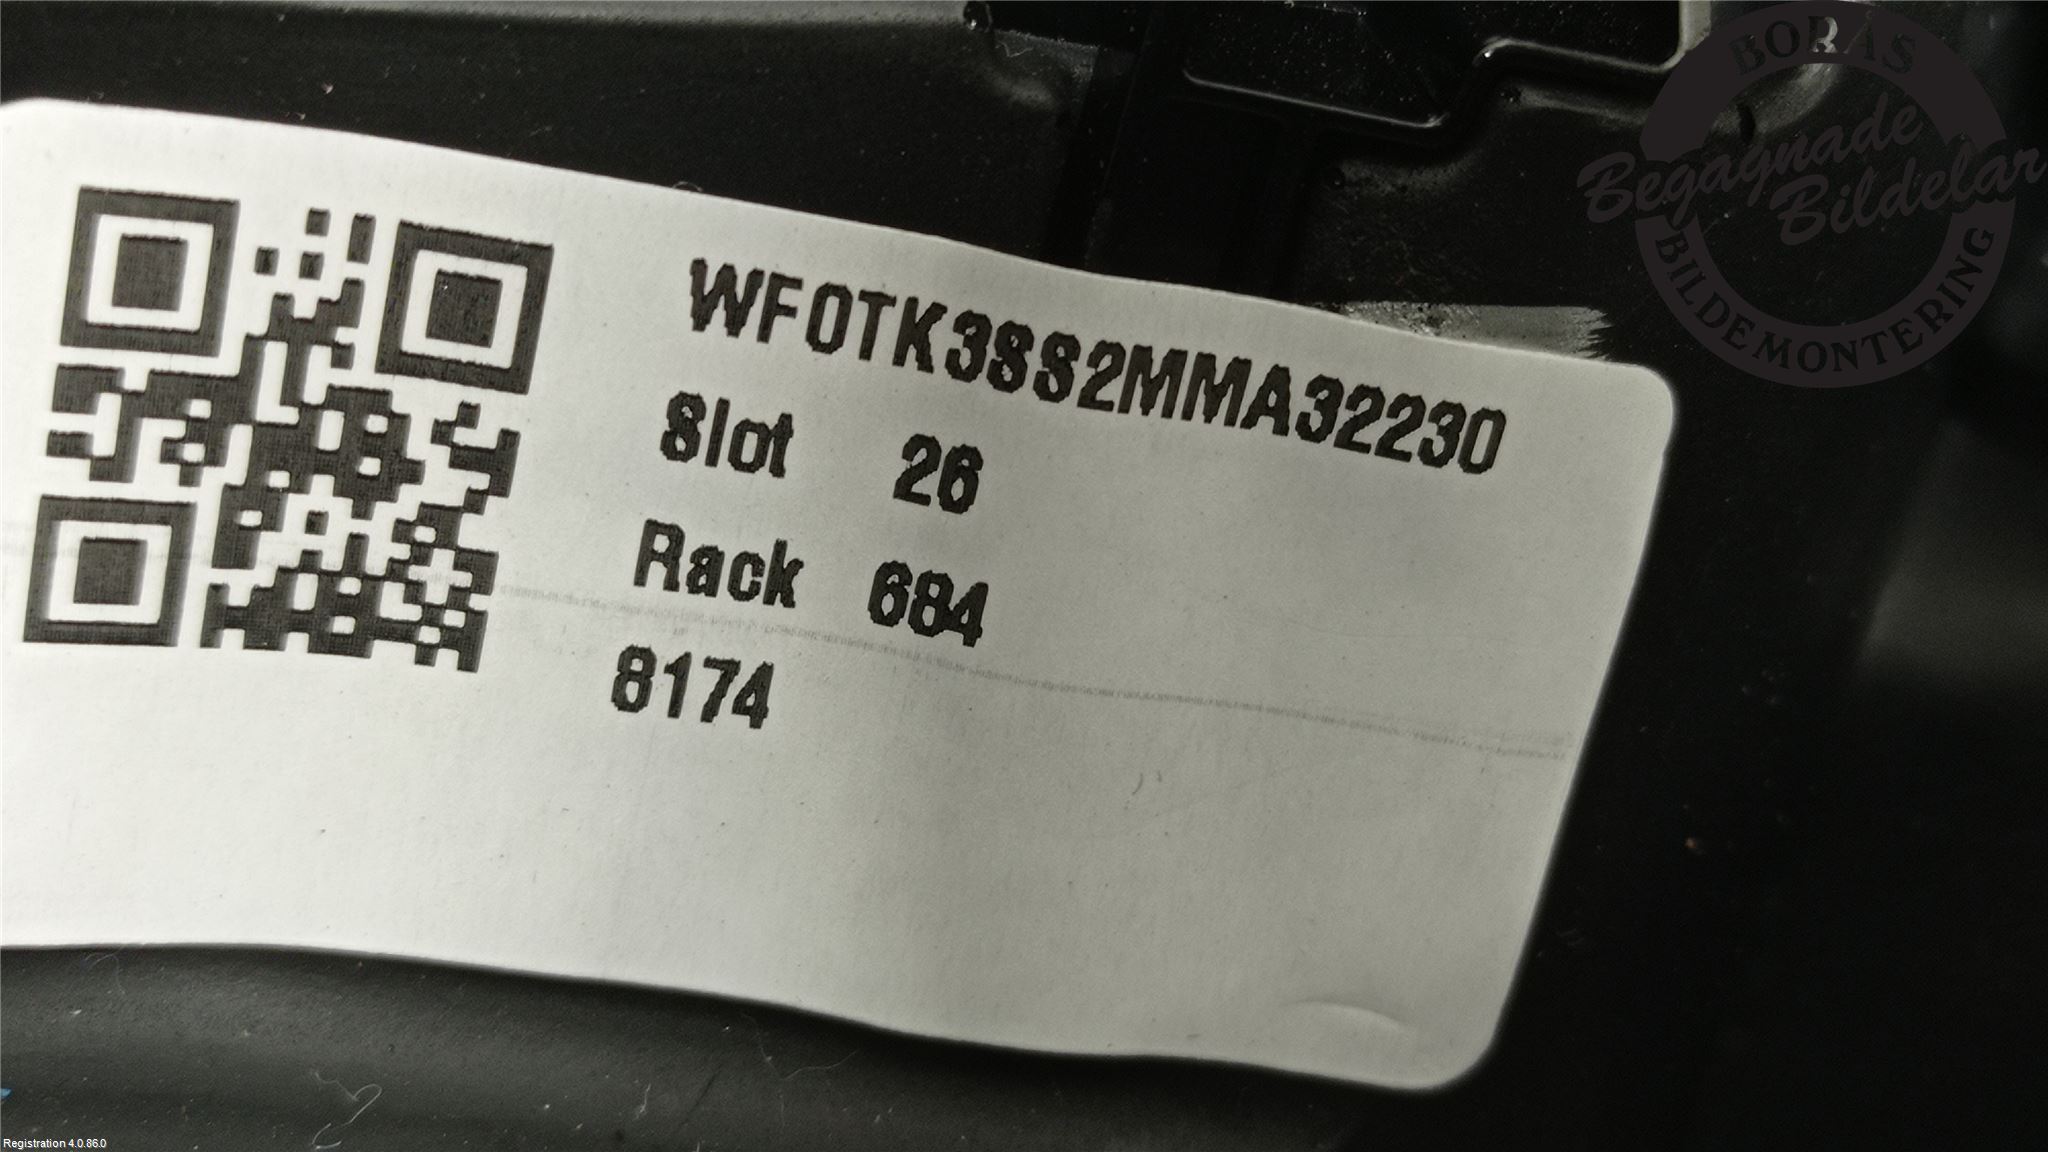 BORÅS
Begagnade
Bildelar
BILDEMONTERING
WF0TK3SS2MMA32230
Slot 26
Rack 684
8174
Registration 4.0.86.0